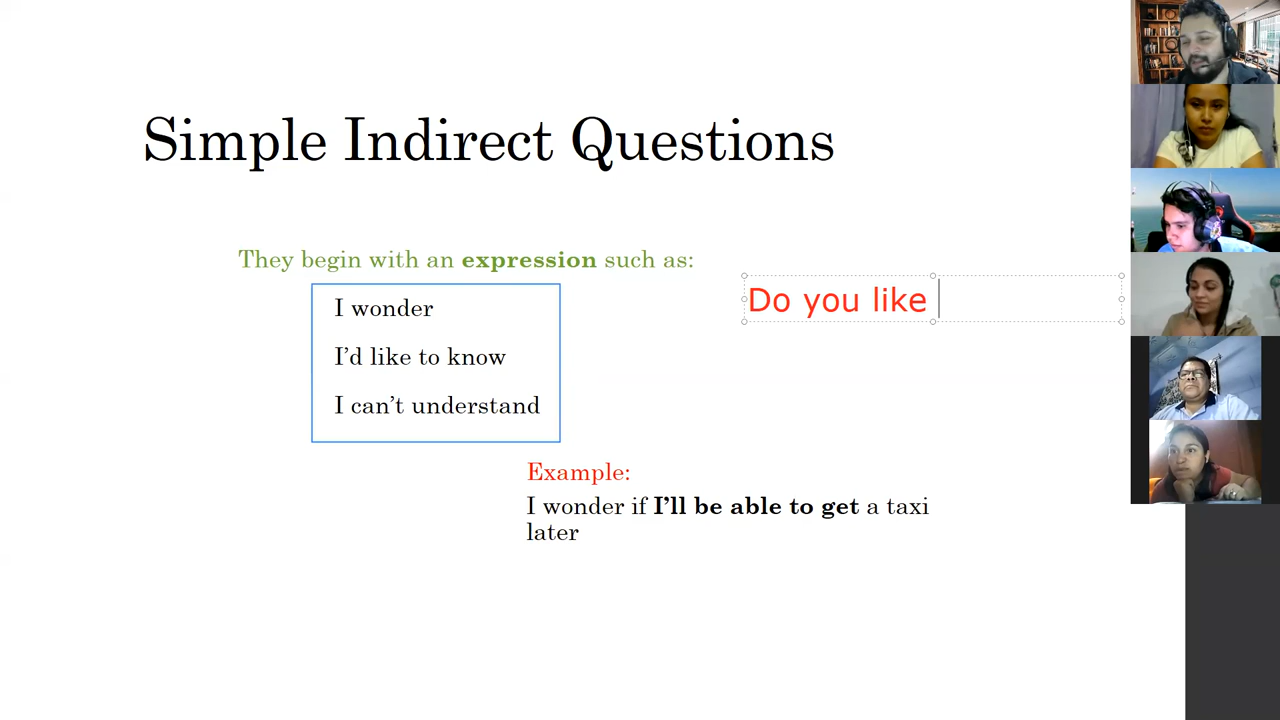 Simple Indirect Questions
They begin with an expression such as:
I wonder
Do you like
I’d like to know
I can’t understand
Example:
I wonder if I’ll be able to get a taxi
later